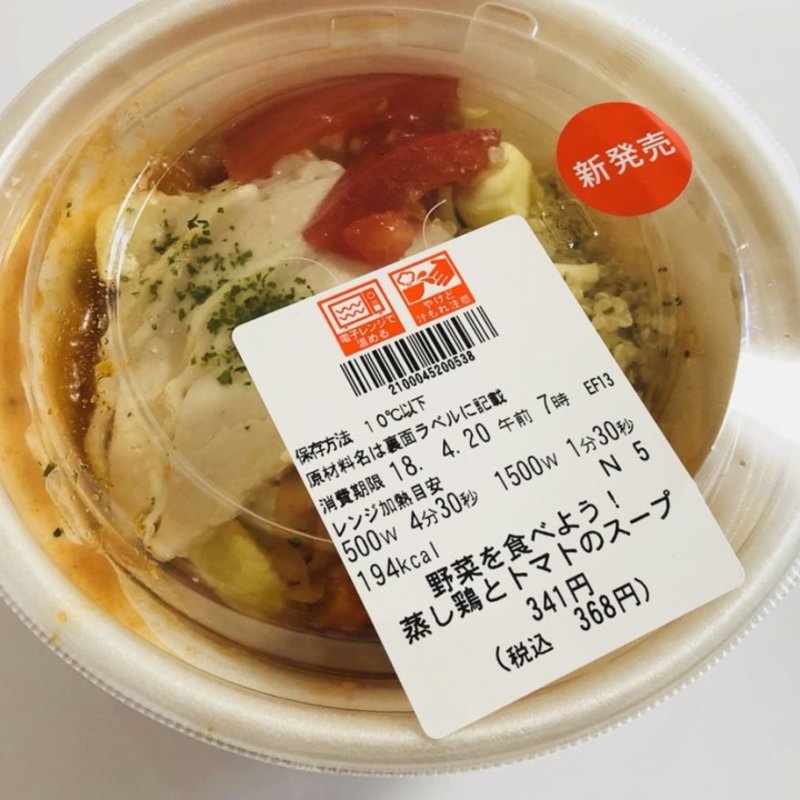 新発売
電子レンジで
温める
やけど
けもれ注意
2100045200538
保存方法 10℃以下
原材料名は裏面ラベルに記載
消費期限 18. 4.20 午前 7時 EF13
レンジ加熱目安
500W 4分30秒 1500W 1分30秒
194kcal N 5
野菜を食べよう!
蒸し鶏とトマトのスープ
341円
(税込 368円)